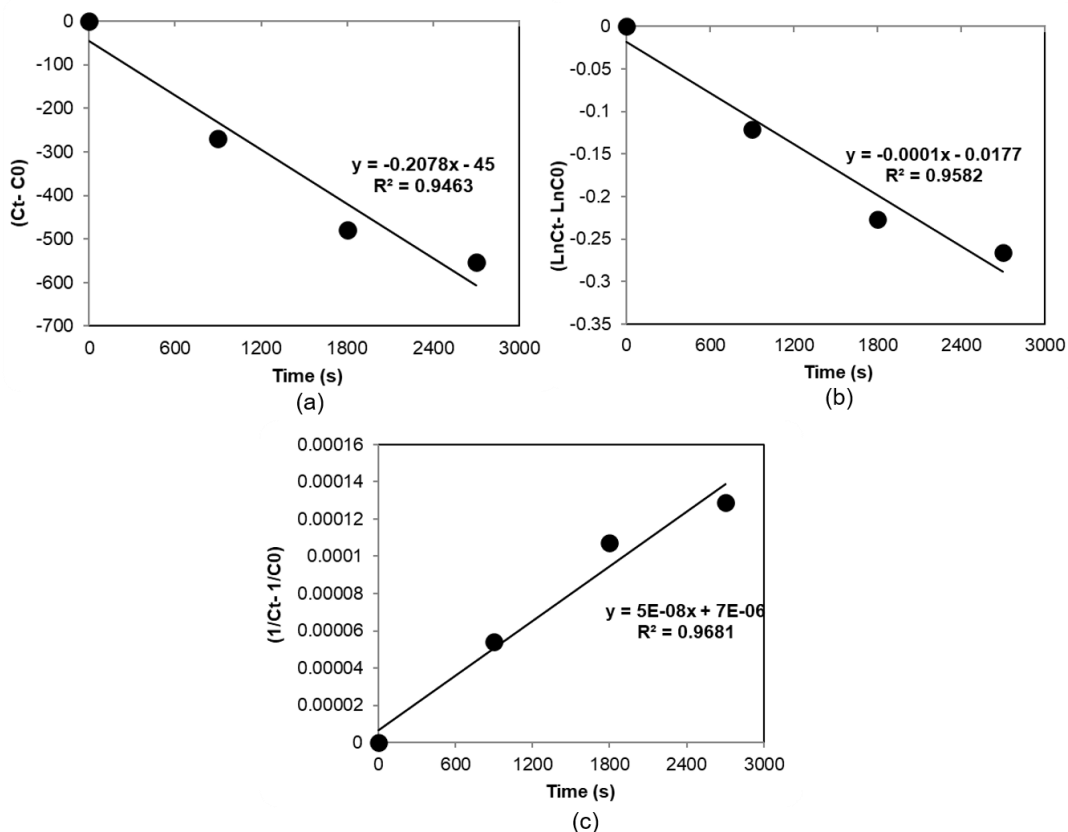 0
-100
-200
-300
-400
-500
-600
-700
(Ct- C0)
y = -0.2078x - 45
R² = 0.9463
0
600
1200
1800
2400
3000
Time (s)
(a)
0
-0.05
-0.1
-0.15
-0.2
-0.25
-0.3
-0.35
(LnCt- LnC0)
y = -0.0001x - 0.0177
R² = 0.9582
0
600
1200
1800
2400
3000
Time (s)
(b)
0.00016
0.00014
0.00012
0.0001
0.00008
0.00006
0.00004
0.00002
0
(1/Ct- 1/C0)
y = 5E-08x + 7E-06
R² = 0.9681
0
600
1200
1800
2400
3000
Time (s)
(c)